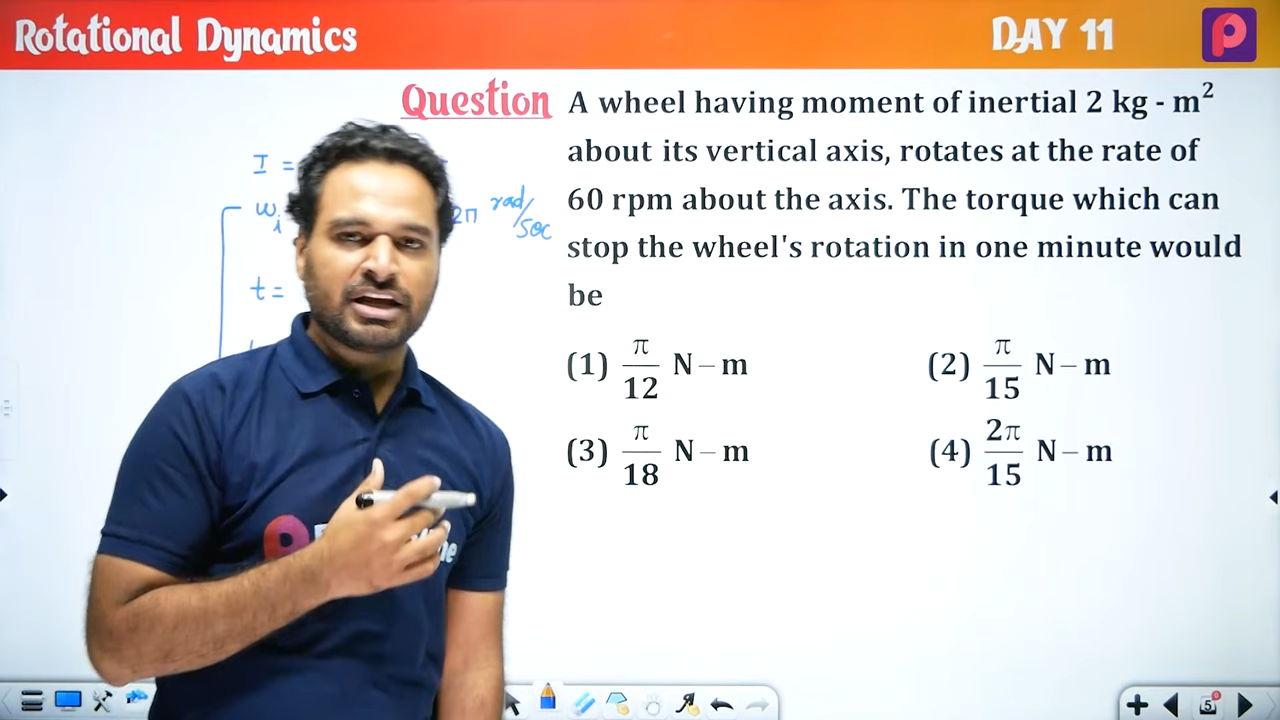 Rotational Dynamics
DAY 11
Question A wheel having moment of inertial 2 kg - m²
about its vertical axis, rotates at the rate of
60 rpm about the axis. The torque which can
stop the wheel's rotation in one minute would
be
(1) π/12 N – m
(2) π/15 N – m
(3) π/18 N – m
(4) 2π/15 N – m
I =
ωi
2π rad/sec
t =
5